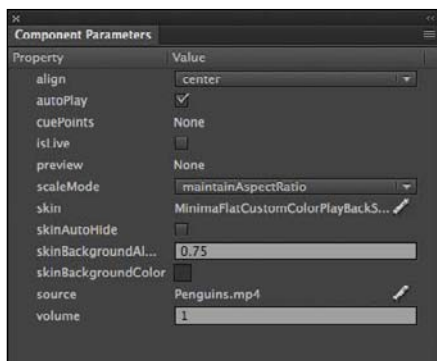 Component Parameters
Property Value
align center
autoPlay
cuePoints None
isLive
preview None
scaleMode maintainAspectRatio
skin MinimaFlatCustomColorPlayBackS...
skinAutoHide
skinBackgroundAl... 0.75
skinBackgroundColor
source Penguins.mp4
volume 1